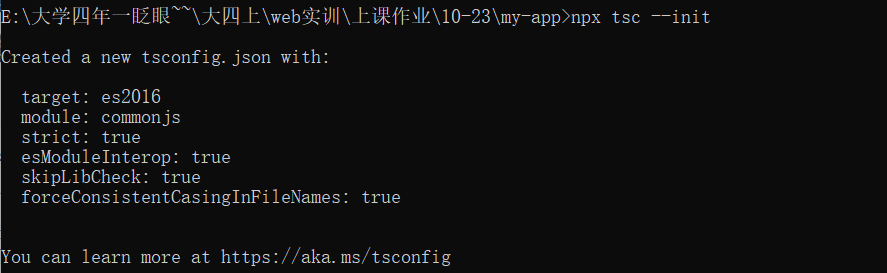 E:\大学四年一眨眼~~\大四上\web实训\上课作业\10-23\my-app>npx tsc --init
Created a new tsconfig.json with:
target: es2016
module: commonjs
strict: true
esModuleInterop: true
skipLibCheck: true
forceConsistentCasingInFileNames: true
You can learn more at https://aka.ms/tsconfig